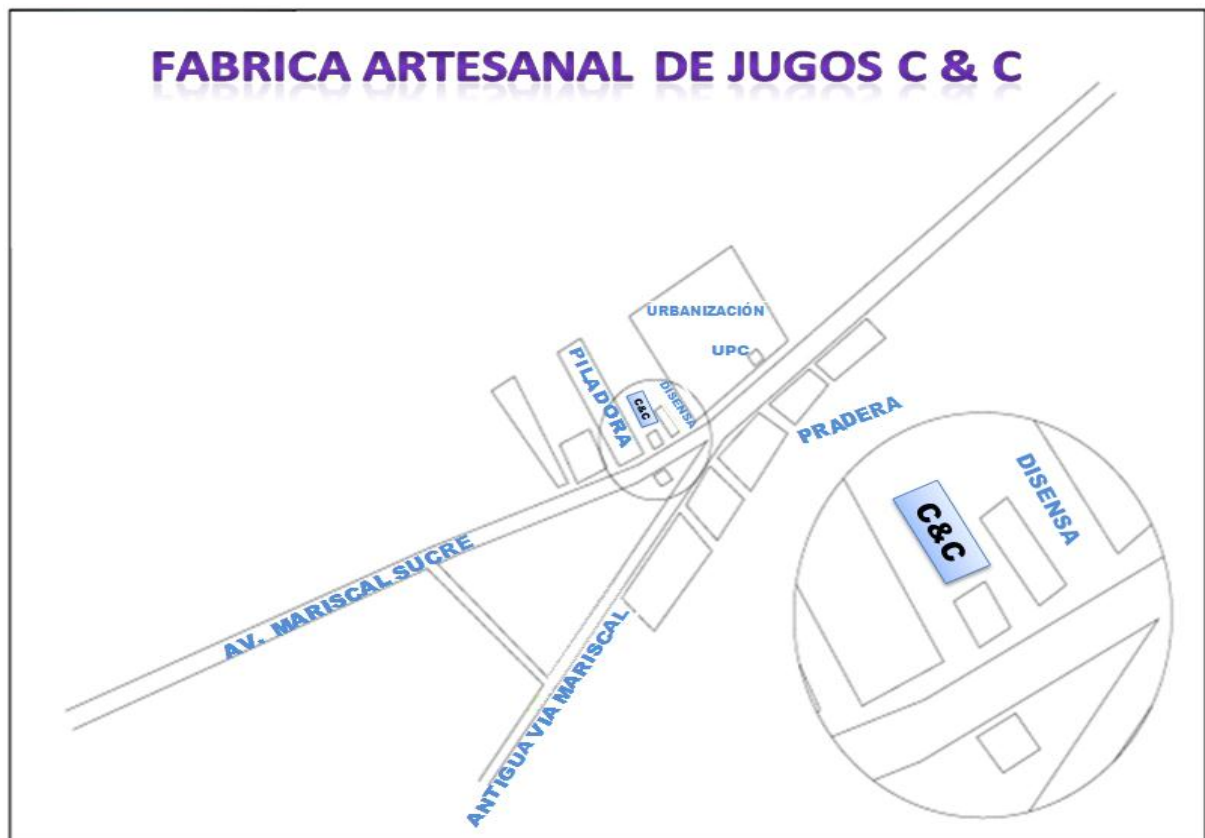 FABRICA ARTESANAL DE JUGOS C & C
URBANIZACIÓN
UPC
PILADORA
C&C
DISENSA
PRADERA
DISENSA
C&C
AV. MARISCAL SUCRE
ANTIGUA VIA MARISCAL